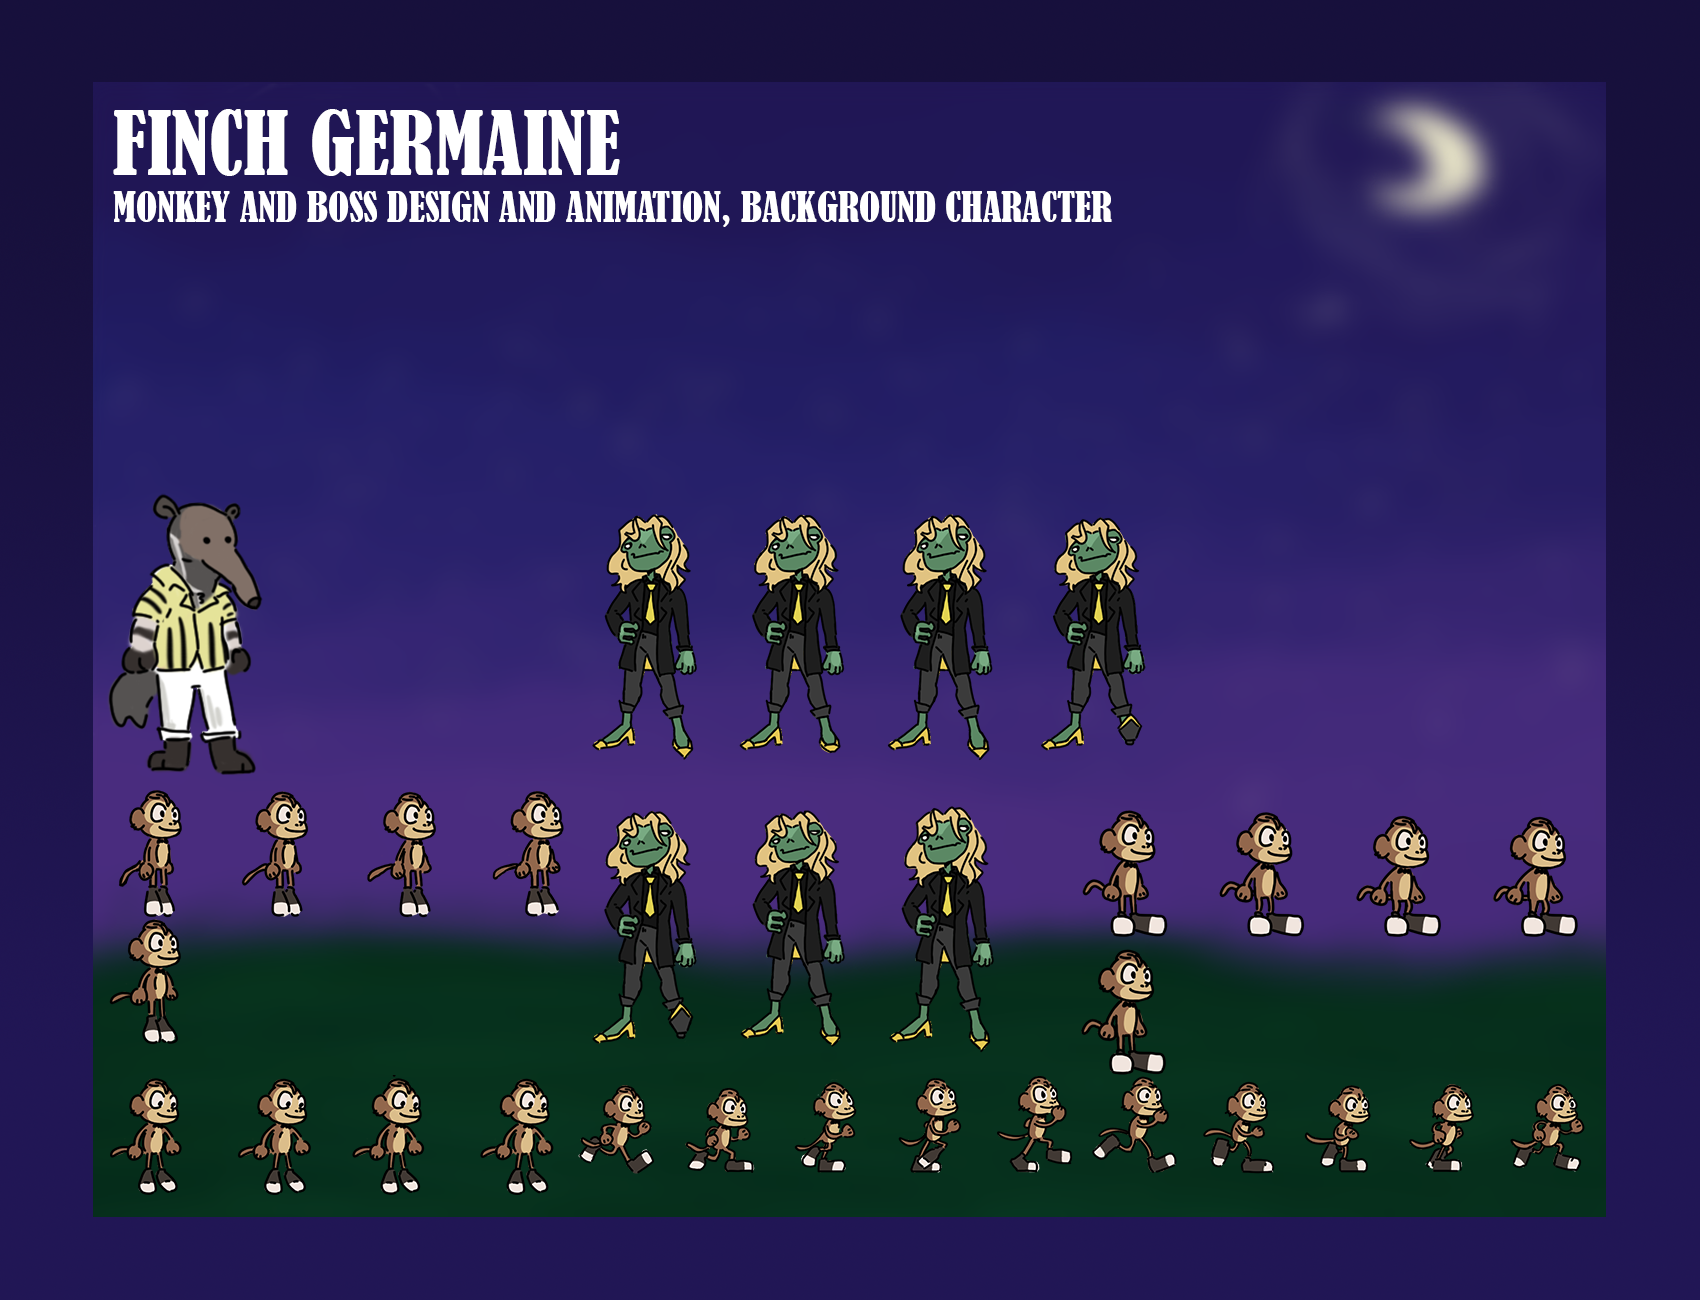 FINCH GERMAINE
MONKEY AND BOSS DESIGN AND ANIMATION, BACKGROUND CHARACTER